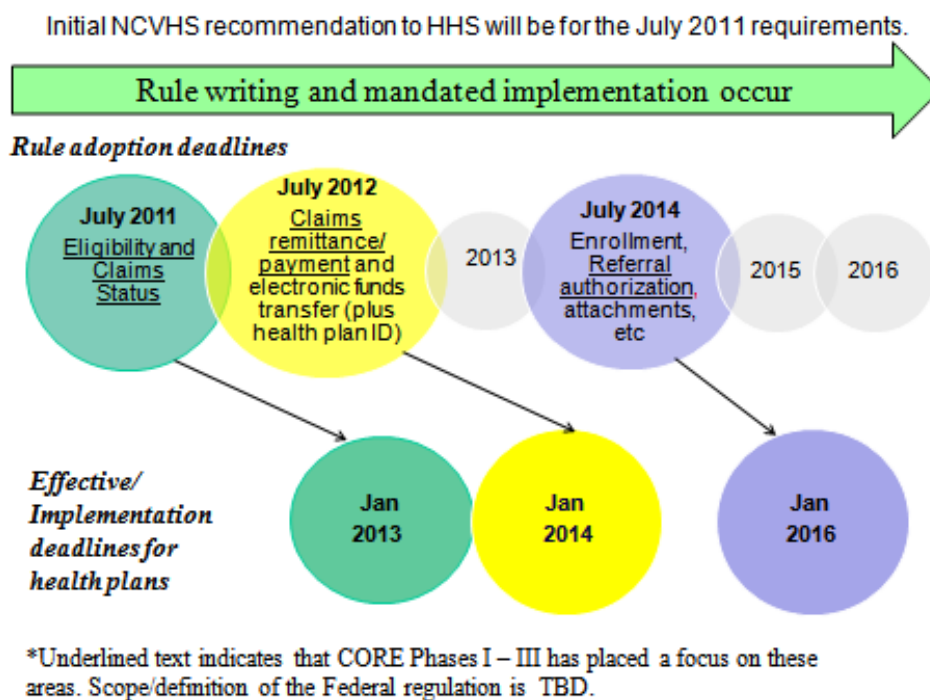 Initial NCVHS recommendation to HHS will be for the July 2011 requirements.
Rule writing and mandated implementation occur
Rule adoption deadlines
July 2011
Eligibility and
Claims
Status
July 2012
Claims
remittance/
payment and
electronic funds
transfer (plus
health plan ID)
2013
July 2014
Enrollment,
Referral
authorization,
attachments,
etc
2015
2016
Effective/
Implementation
deadlines for
health plans
Jan
2013
Jan
2014
Jan
2016
*Underlined text indicates that CORE Phases I – III has placed a focus on these
areas. Scope/definition of the Federal regulation is TBD.